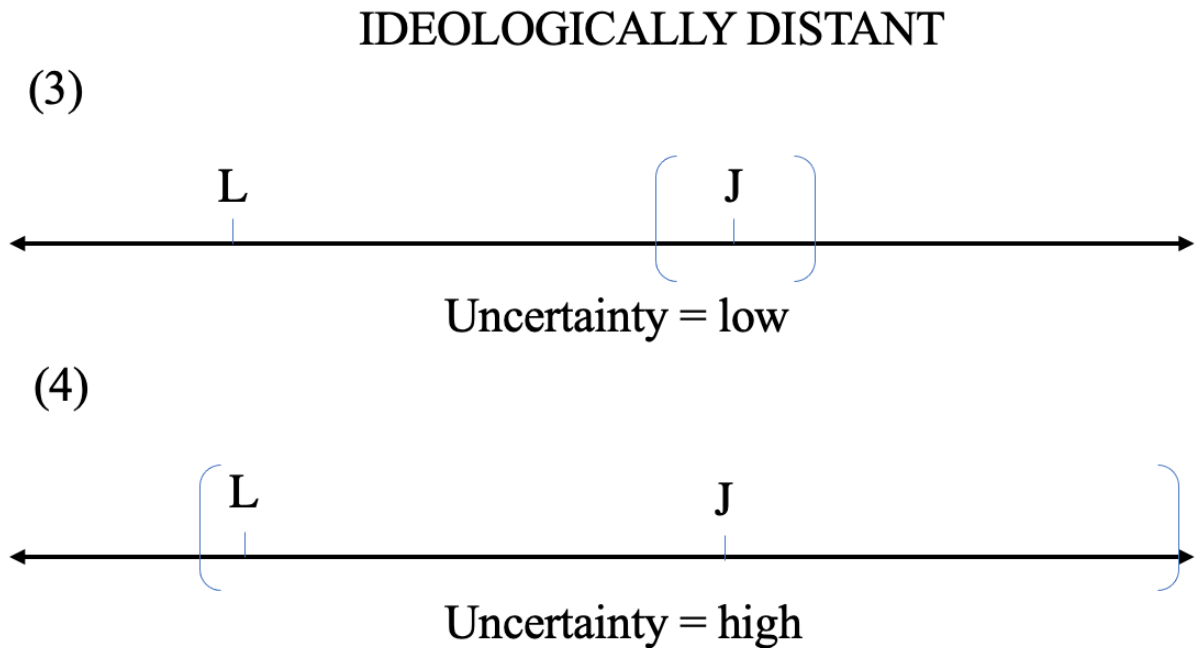 IDEOLOGICALLY DISTANT
(3)
L J
Uncertainty = low
(4)
L J
Uncertainty = high